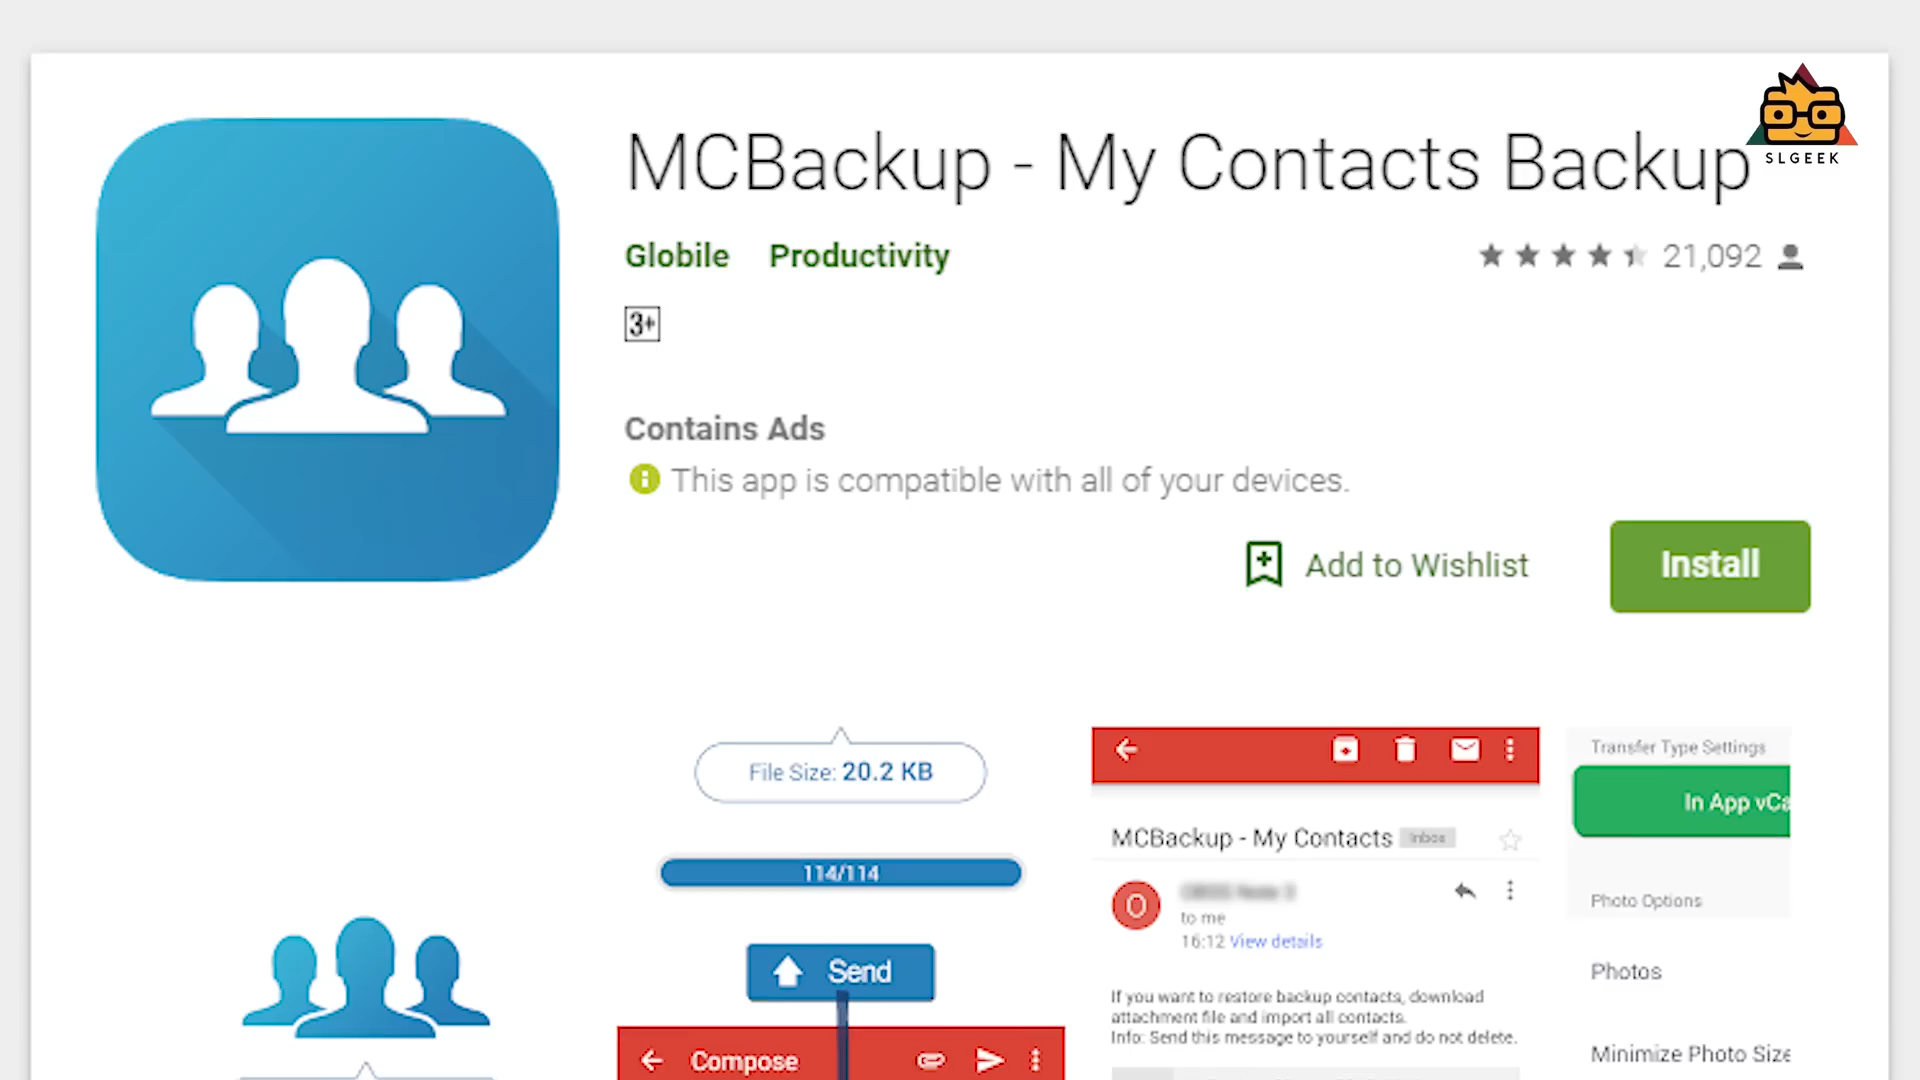 SLGEEK
MCBackup - My Contacts Backup
Globile Productivity
21,092
3+
Contains Ads
This app is compatible with all of your devices.
Add to Wishlist
Install
File Size: 20.2 KB
114/114
Send
Compose
MCBackup - My Contacts Inbox
O
to me
16:12 View details
If you want to restore backup contacts, download
attachment file and import all contacts.
Info: Send this message to yourself and do not delete.
Transfer Type Settings
In App vCa
Photo Options
Photos
Minimize Photo Size